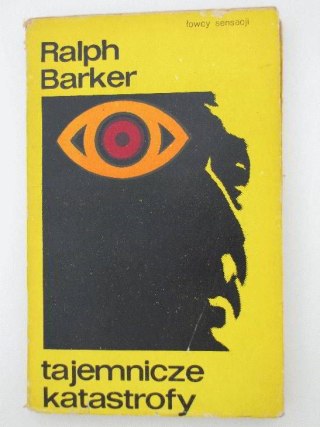 łowcy sensacji
Ralph
Barker
tajemnicze
katastrofy